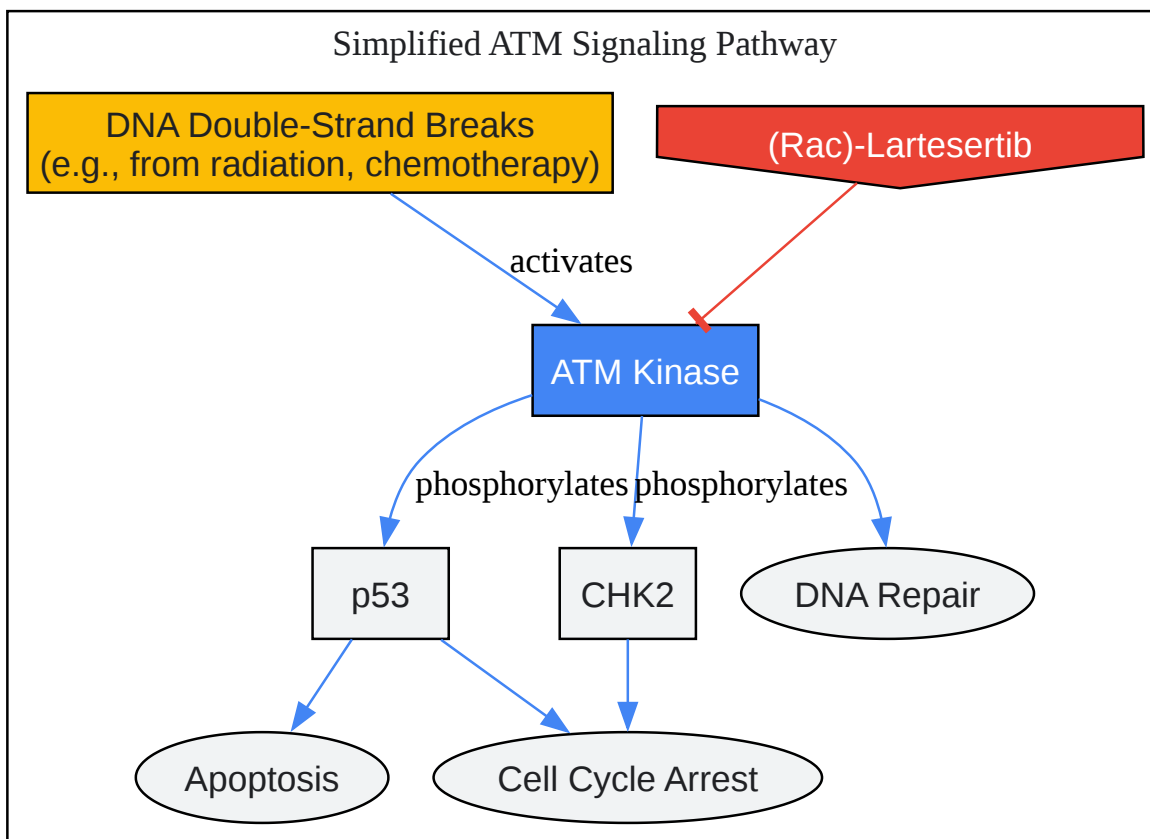 Simplified ATM Signaling Pathway
DNA Double-Strand Breaks
(e.g., from radiation, chemotherapy)
(Rac)-Lartesertib
activates
ATM Kinase
phosphorylates
phosphorylates
p53
CHK2
DNA Repair
Apoptosis
Cell Cycle Arrest